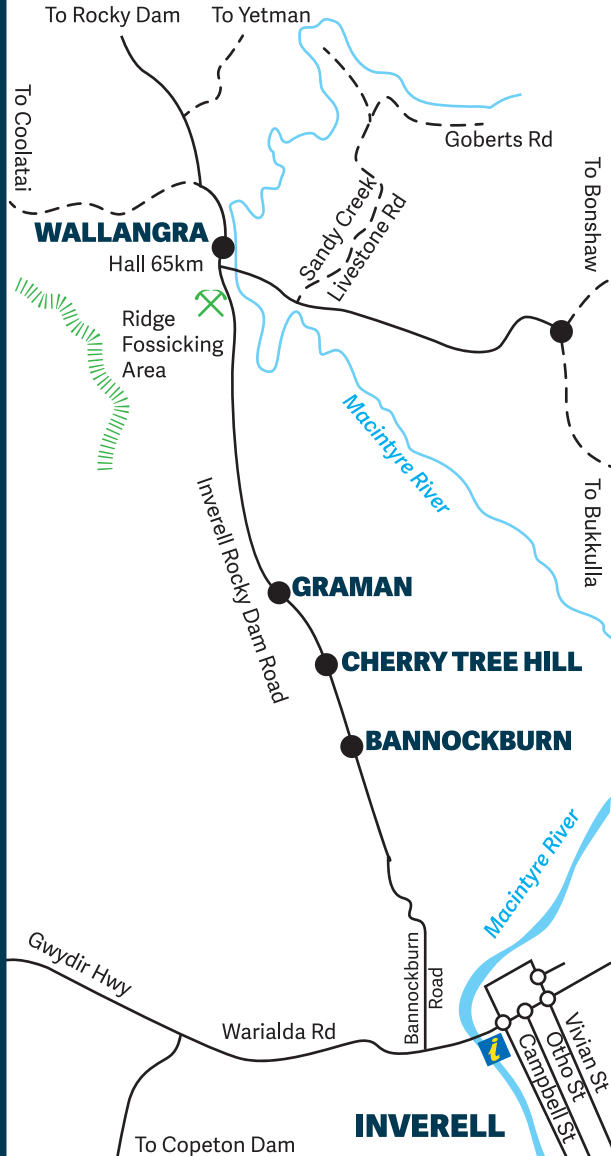 To Rocky Dam
To Yetman
To Coolatai
Goberts Rd
To Bonshaw
Sandy Creek
Livestone Rd
WALLANGRA
Hall 65km
Ridge
Fossicking
Area
Macintyre River
To Bukkulla
Inverell Rocky Dam Road
GRAMAN
CHERRY TREE HILL
BANNOCKBURN
Macintyre River
Gwydir Hwy
Bannockburn
Road
Warialda Rd
i
Vivian St
Otho St
Campbell St
INVERELL
To Copeton Dam